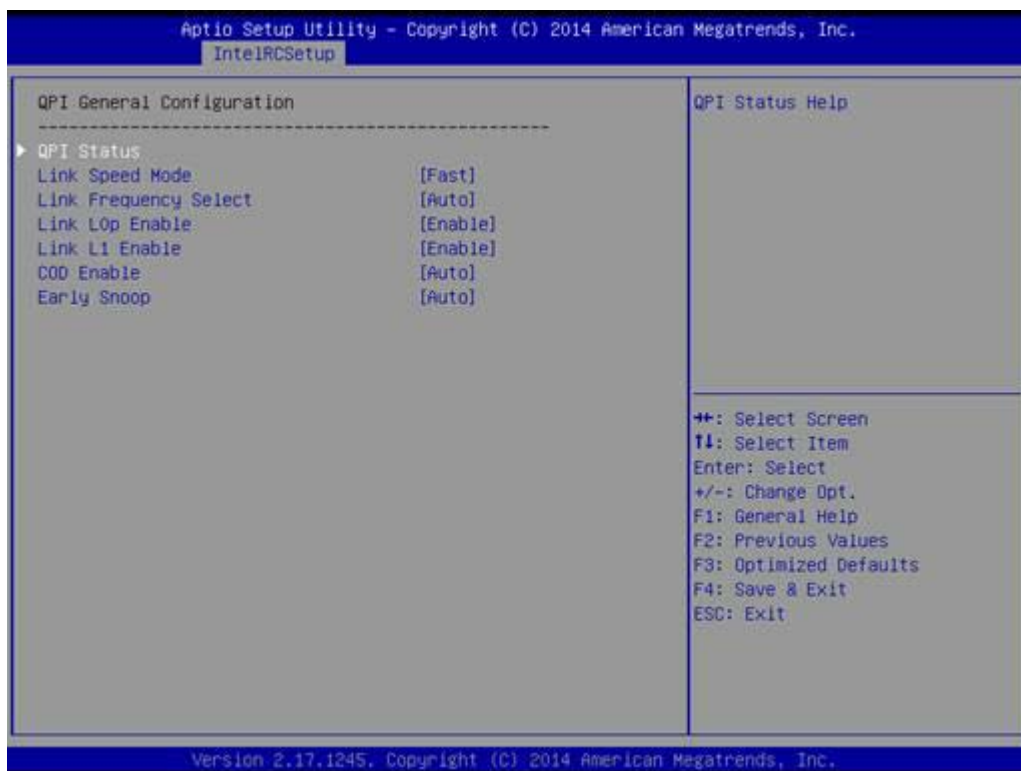 Aptio Setup Utility - Copyright (C) 2014 American Megatrends, Inc.
IntelRCSetup
QPI General Configuration
--------------------------------------------------
QPI Status
Link Speed Mode [Fast]
Link Frequency Select [Auto]
Link L0p Enable [Enable]
Link L1 Enable [Enable]
COD Enable [Auto]
Early Snoop [Auto]
QPI Status Help
→←: Select Screen
↑↓: Select Item
Enter: Select
+/-: Change Opt.
F1: General Help
F2: Previous Values
F3: Optimized Defaults
F4: Save & Exit
ESC: Exit
Version 2.17.1245. Copyright (C) 2014 American Megatrends, Inc.